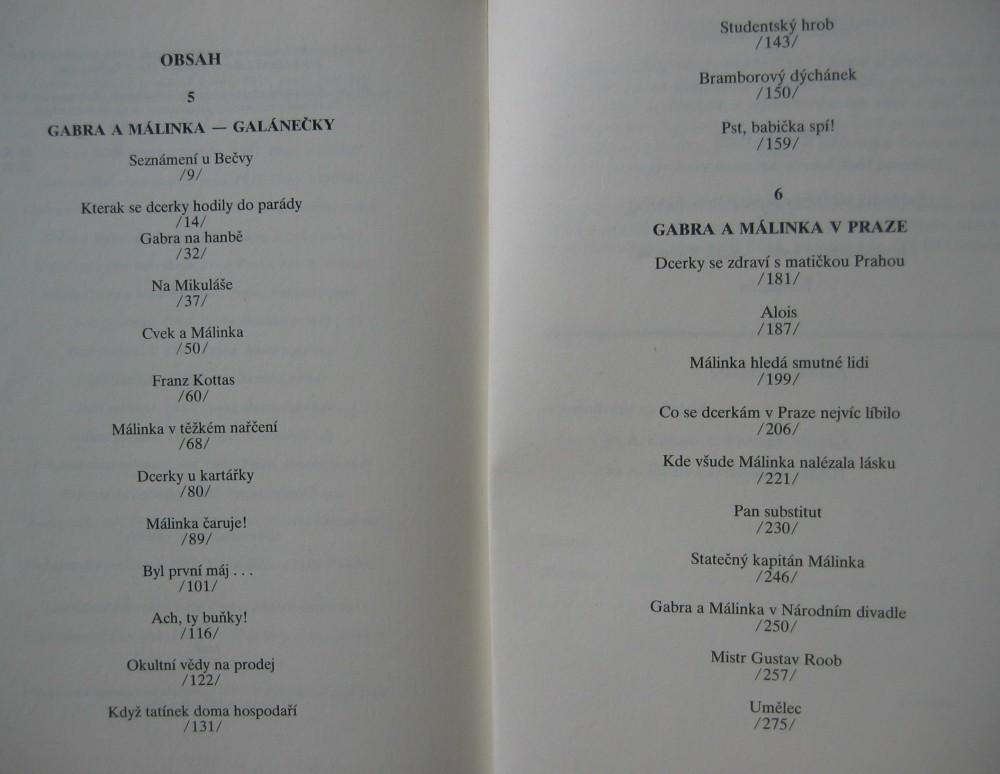 OBSAH
5
GABRA A MÁLINKA — GALÁNEČKY
Seznámení u Bečvy
/9/
Kterak se dcerky hodily do parády
/14/
Gabra na hanbě
/32/
Na Mikuláše
/37/
Cvek a Málinka
/50/
Franz Kottas
/60/
Málinka v těžkém nařčení
/68/
Dcerky u kartářky
/80/
Málinka čaruje!
/89/
Byl první máj . . .
/101/
Ach, ty buňky!
/116/
Okultní vědy na prodej
/122/
Když tatínek doma hospodaří
/131/
Studentský hrob
/143/
Bramborový dýchánek
/150/
Pst, babička spí!
/159/
6
GABRA A MÁLINKA V PRAZE
Dcerky se zdraví s matičkou Prahou
/181/
Alois
/187/
Málinka hledá smutné lidi
/199/
Co se dcerkám v Praze nejvíc líbilo
/206/
Kde všude Málinka nalézala lásku
/221/
Pan substitut
/230/
Statečný kapitán Málinka
/246/
Gabra a Málinka v Národním divadle
/250/
Mistr Gustav Roob
/257/
Umělec
/275/